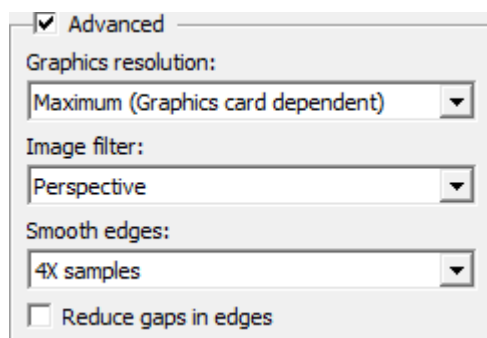 Advanced
Graphics resolution:
Maximum (Graphics card dependent)
Image filter:
Perspective
Smooth edges:
4X samples
Reduce gaps in edges